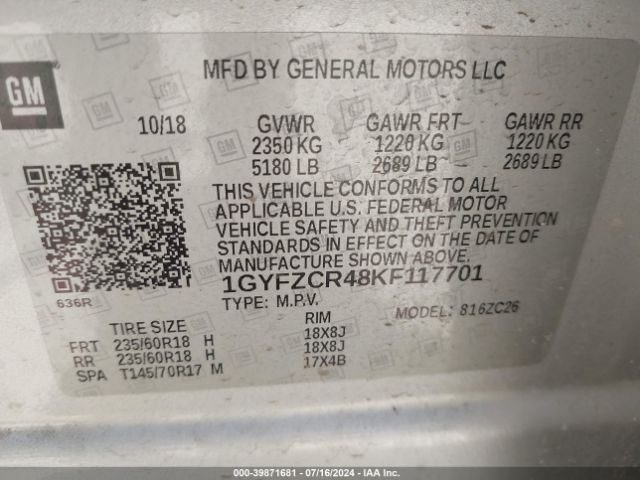 GM
MFD BY GENERAL MOTORS LLC
10/18 GVWR GAWR FRT GAWR RR
2350 KG 1220 KG 1220 KG
5180 LB 2689 LB 2689 LB
THIS VEHICLE CONFORMS TO ALL
APPLICABLE U.S. FEDERAL MOTOR
VEHICLE SAFETY AND THEFT PREVENTION
STANDARDS IN EFFECT ON THE DATE OF
MANUFACTURE SHOWN ABOVE.
1GYFZCR48KF117701
636R
TYPE: M.P.V. MODEL: 816ZC26
TIRE SIZE RIM
FRT 235/60R18 H 18X8J
RR 235/60R18 H 18X8J
SPA T145/70R17 M 17X4B
000-39871681 / 07/16/2024 - IAA Inc.